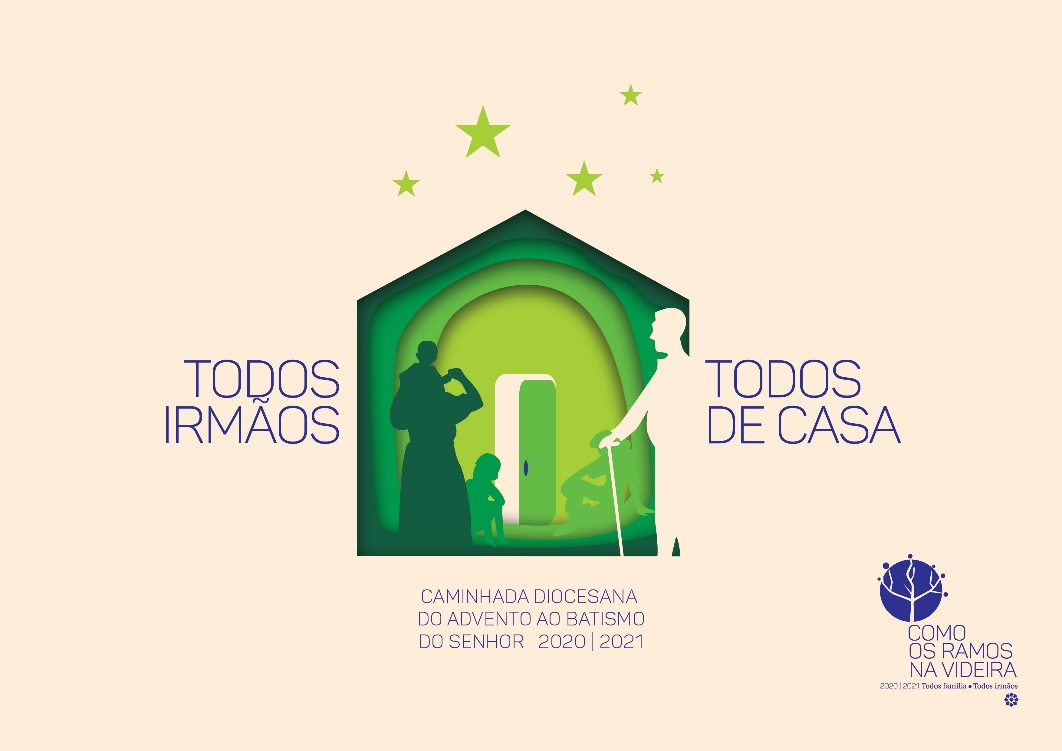 TODOS
IRMÃOS
TODOS
DE CASA
CAMINHADA DIOCESANA
DO ADVENTO AO BATISMO
DO SENHOR 2020 | 2021
COMO
OS RAMOS
NA VIDEIRA
2020 | 2021 Todos família • Todos irmãos